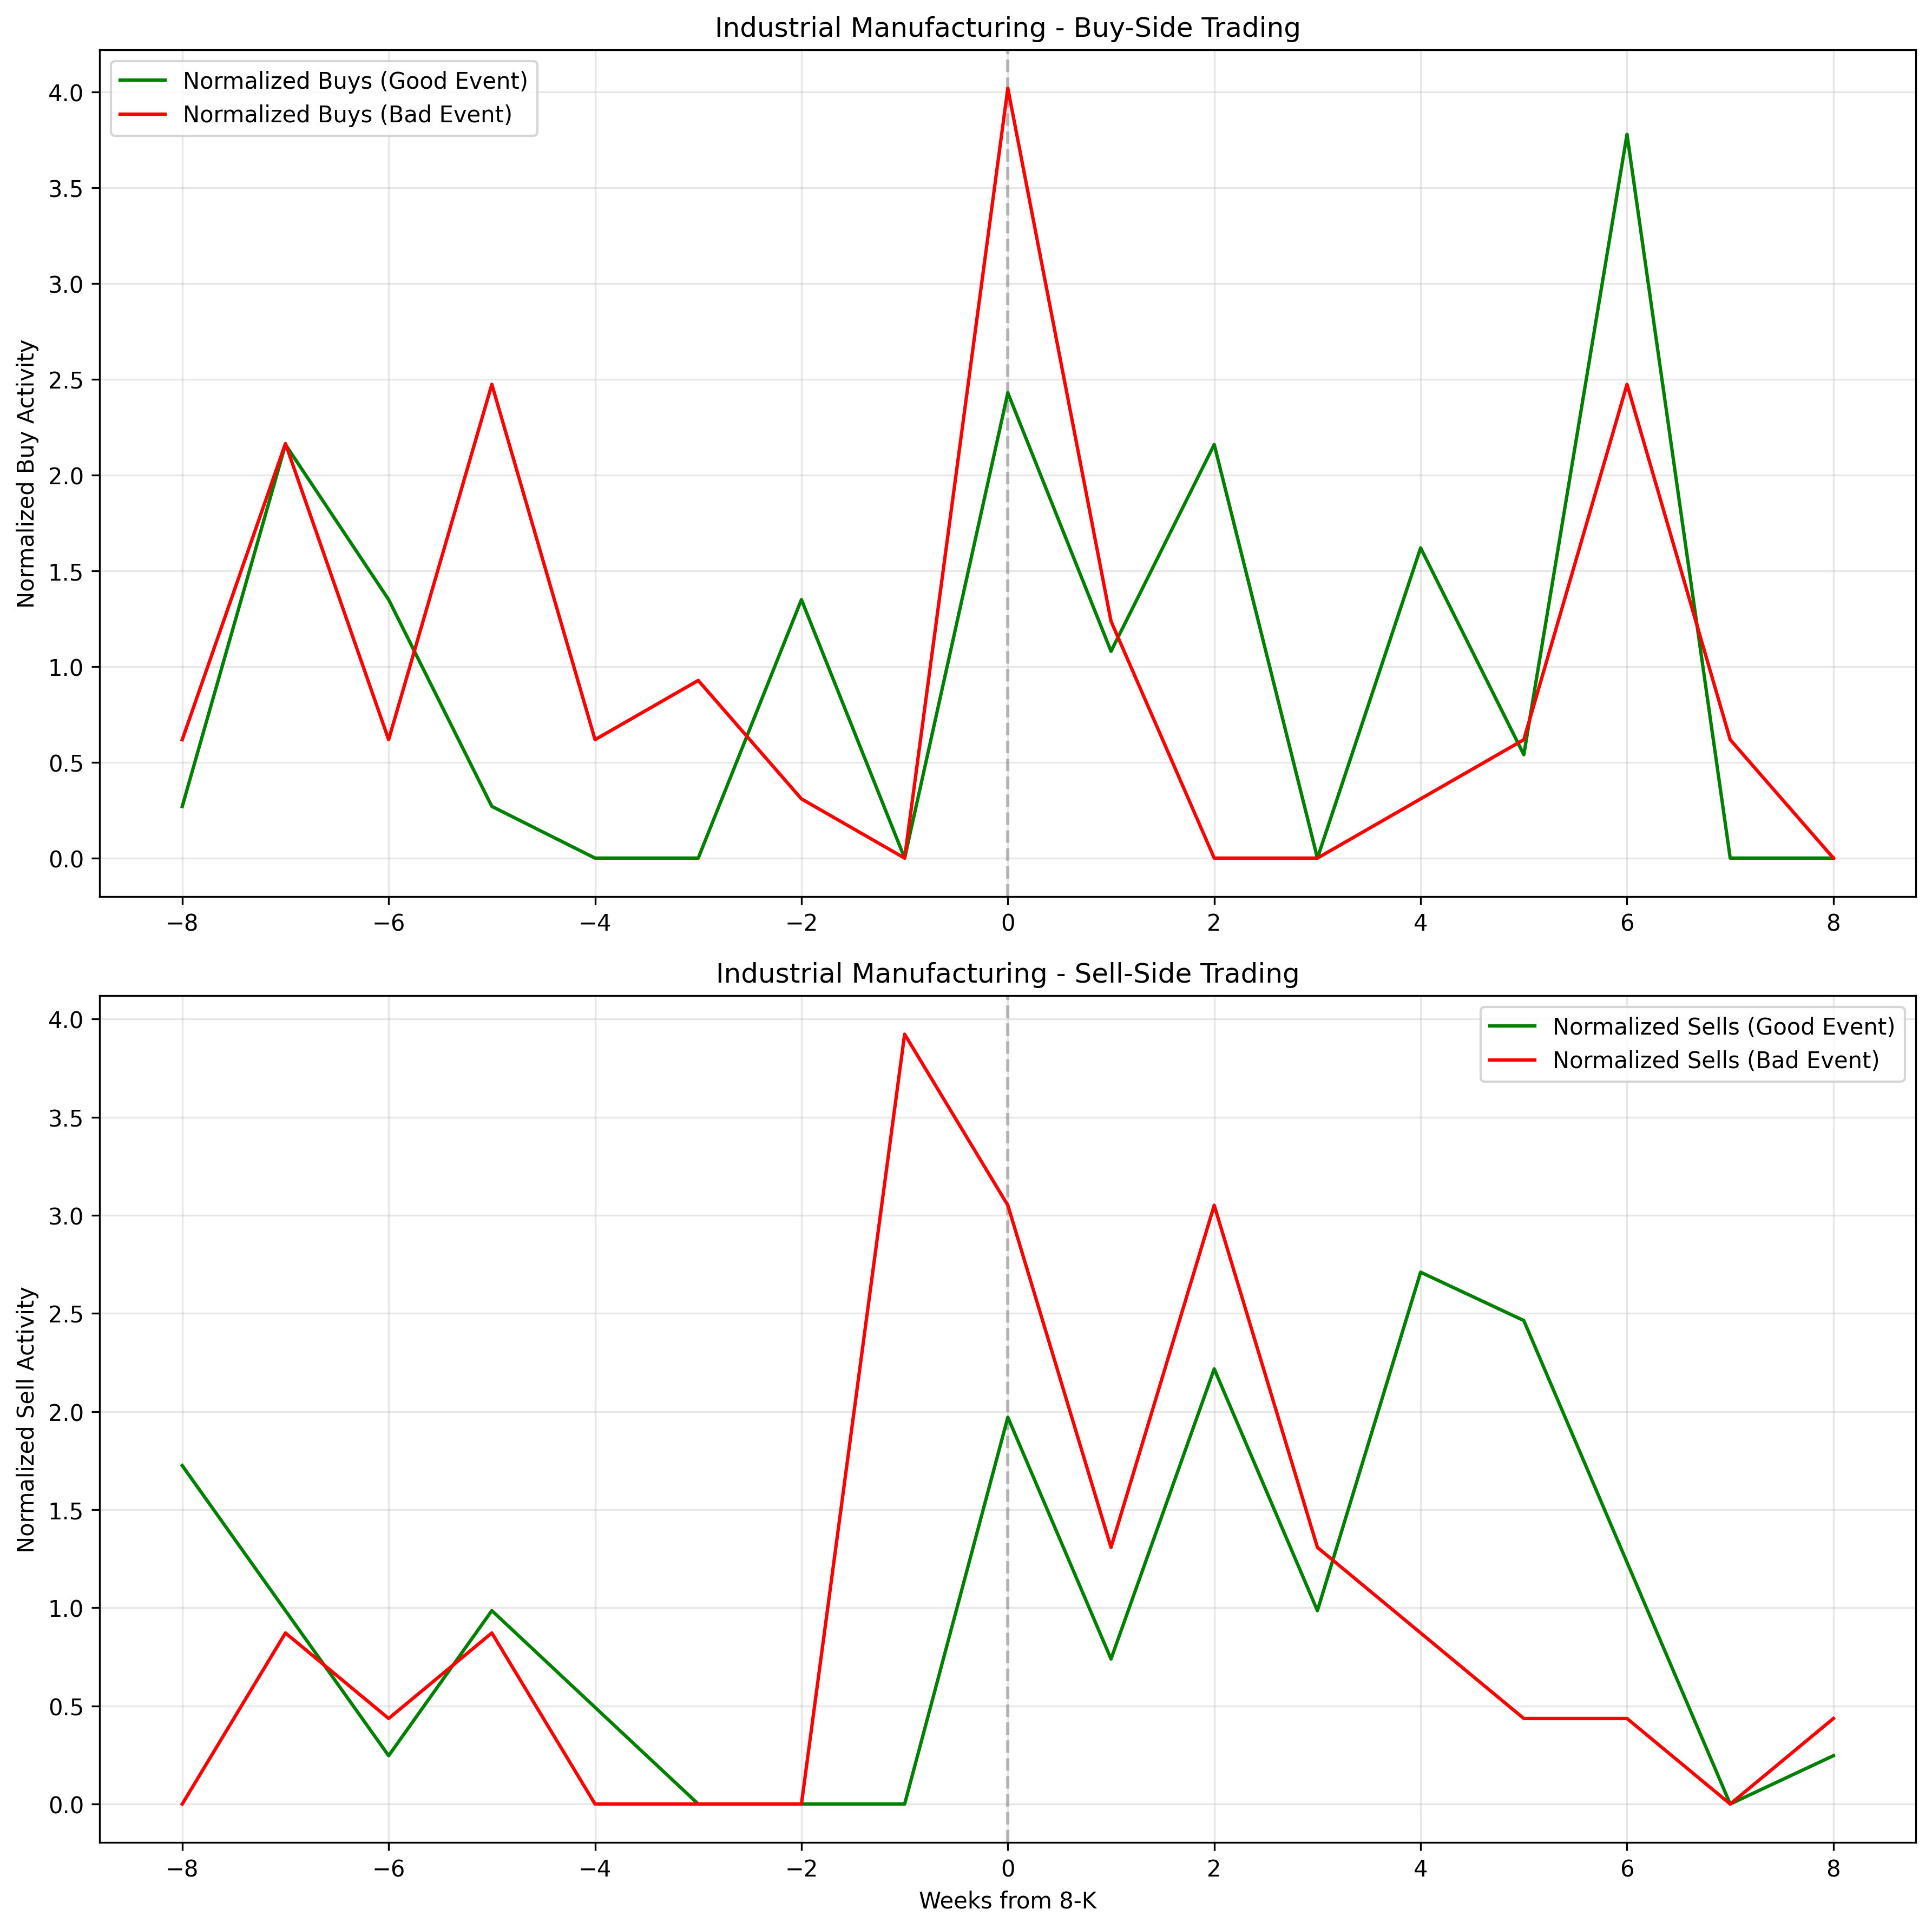 Industrial Manufacturing - Buy-Side Trading
Normalized Buys (Good Event)
Normalized Buys (Bad Event)
Normalized Buy Activity
4.0
3.5
3.0
2.5
2.0
1.5
1.0
0.5
0.0
−8 −6 −4 −2 0 2 4 6 8
Industrial Manufacturing - Sell-Side Trading
Normalized Sells (Good Event)
Normalized Sells (Bad Event)
Normalized Sell Activity
4.0
3.5
3.0
2.5
2.0
1.5
1.0
0.5
0.0
−8 −6 −4 −2 0 2 4 6 8
Weeks from 8-K